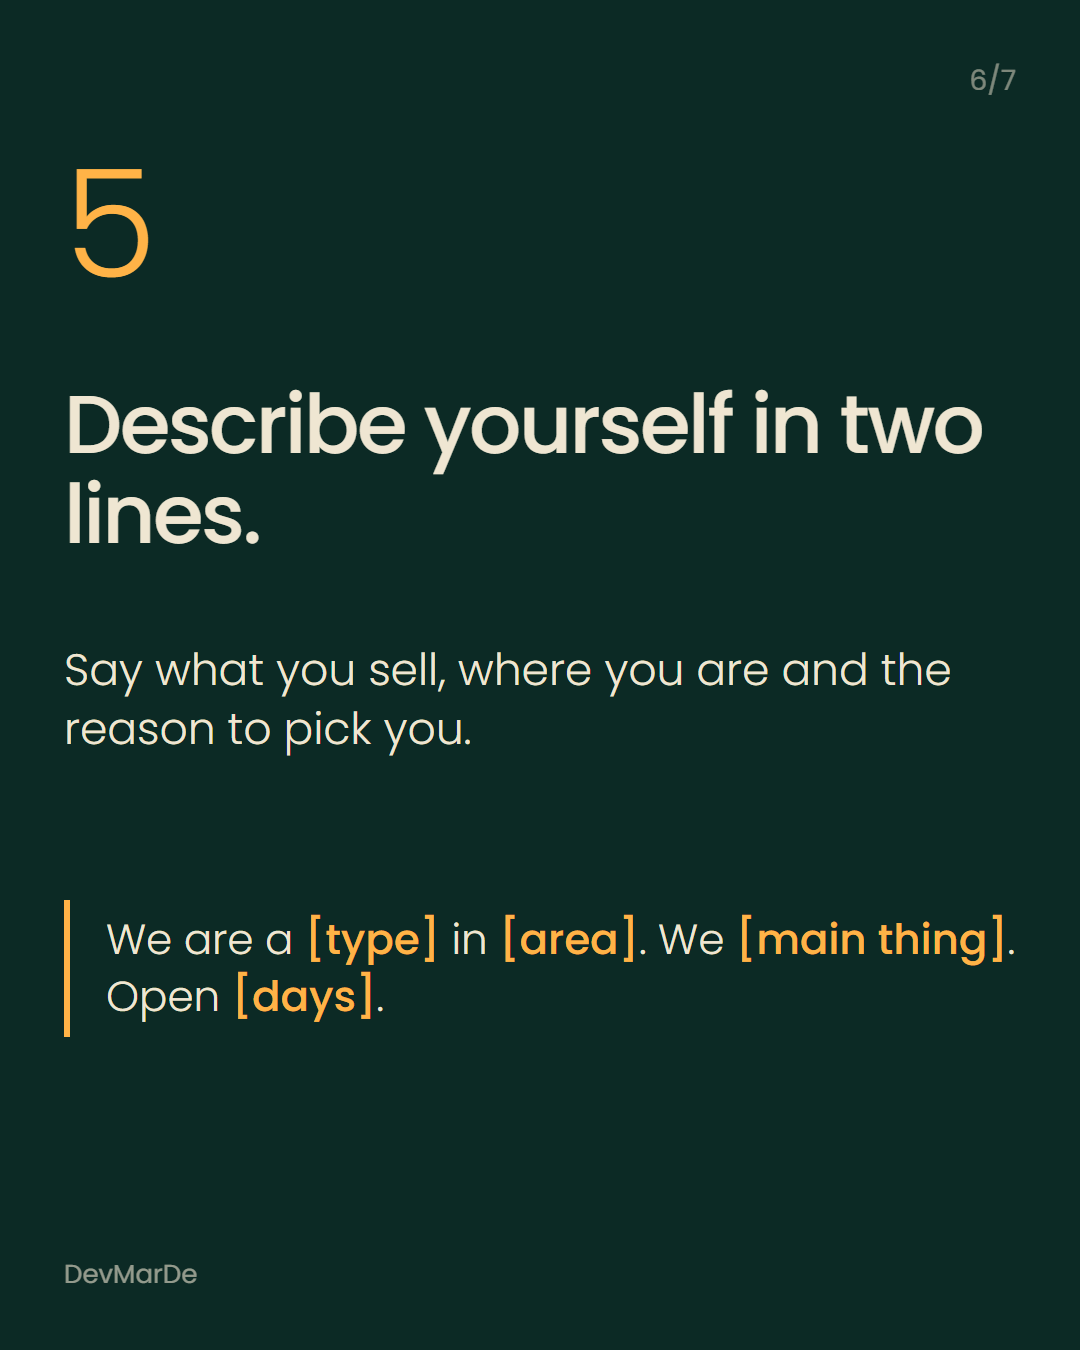 6/7
5
Describe yourself in two
lines.
Say what you sell, where you are and the
reason to pick you.
We are a [type] in [area]. We [main thing].
Open [days].
DevMarDe